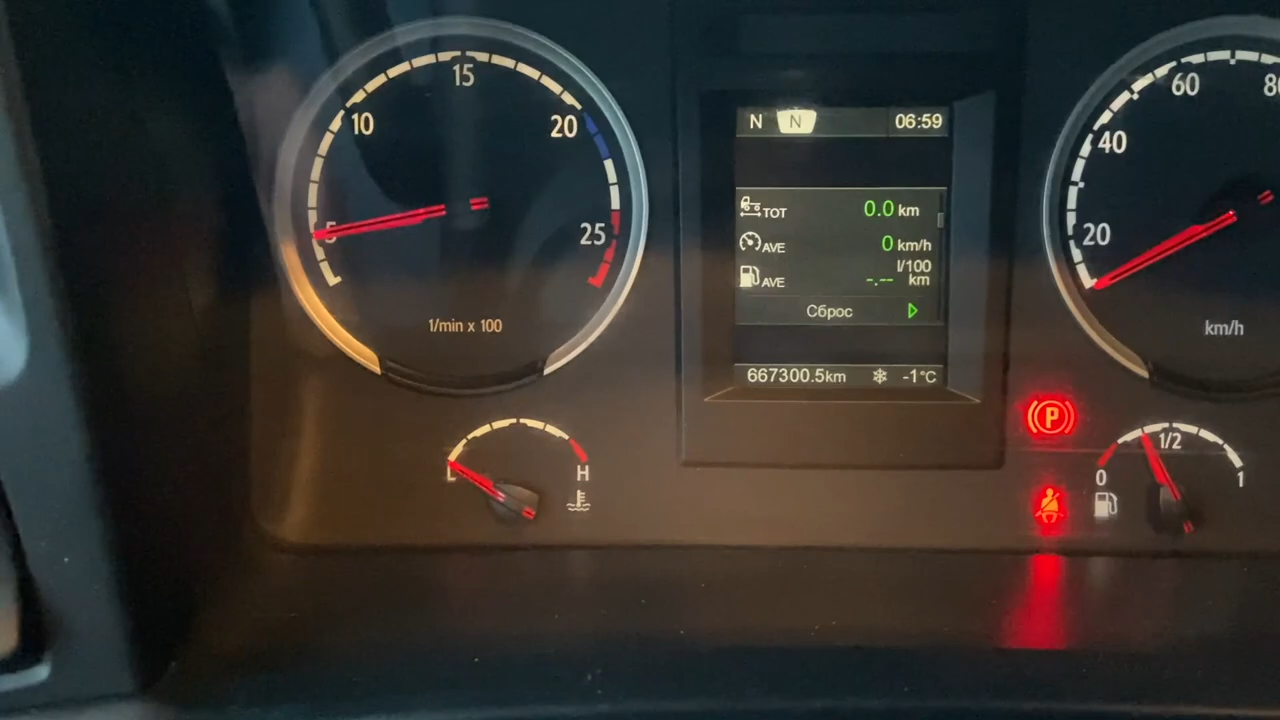 5
10
15
20
25
1/min x 100
L
H
N N 06:59
TOT 0.0 km
AVE 0 km/h
l/100
AVE -.-- km
Сброс
667300.5km -1°C
20
40
60
km/h
P
0
1/2
1